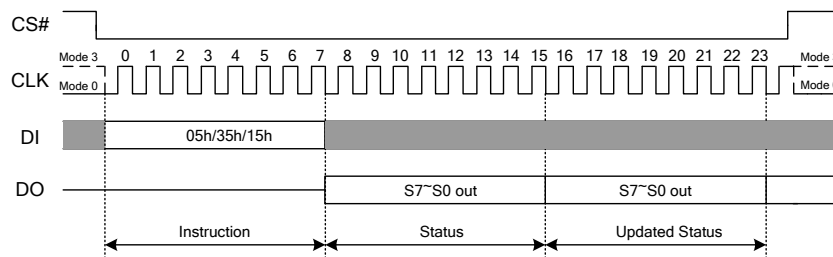 CS#
Mode 3 0 1 2 3 4 5 6 7 8 9 10 11 12 13 14 15 16 17 18 19 20 21 22 23 Mode
CLK
Mode 0 Mode
DI 05h/35h/15h
DO S7~S0 out S7~S0 out
Instruction Status Updated Status